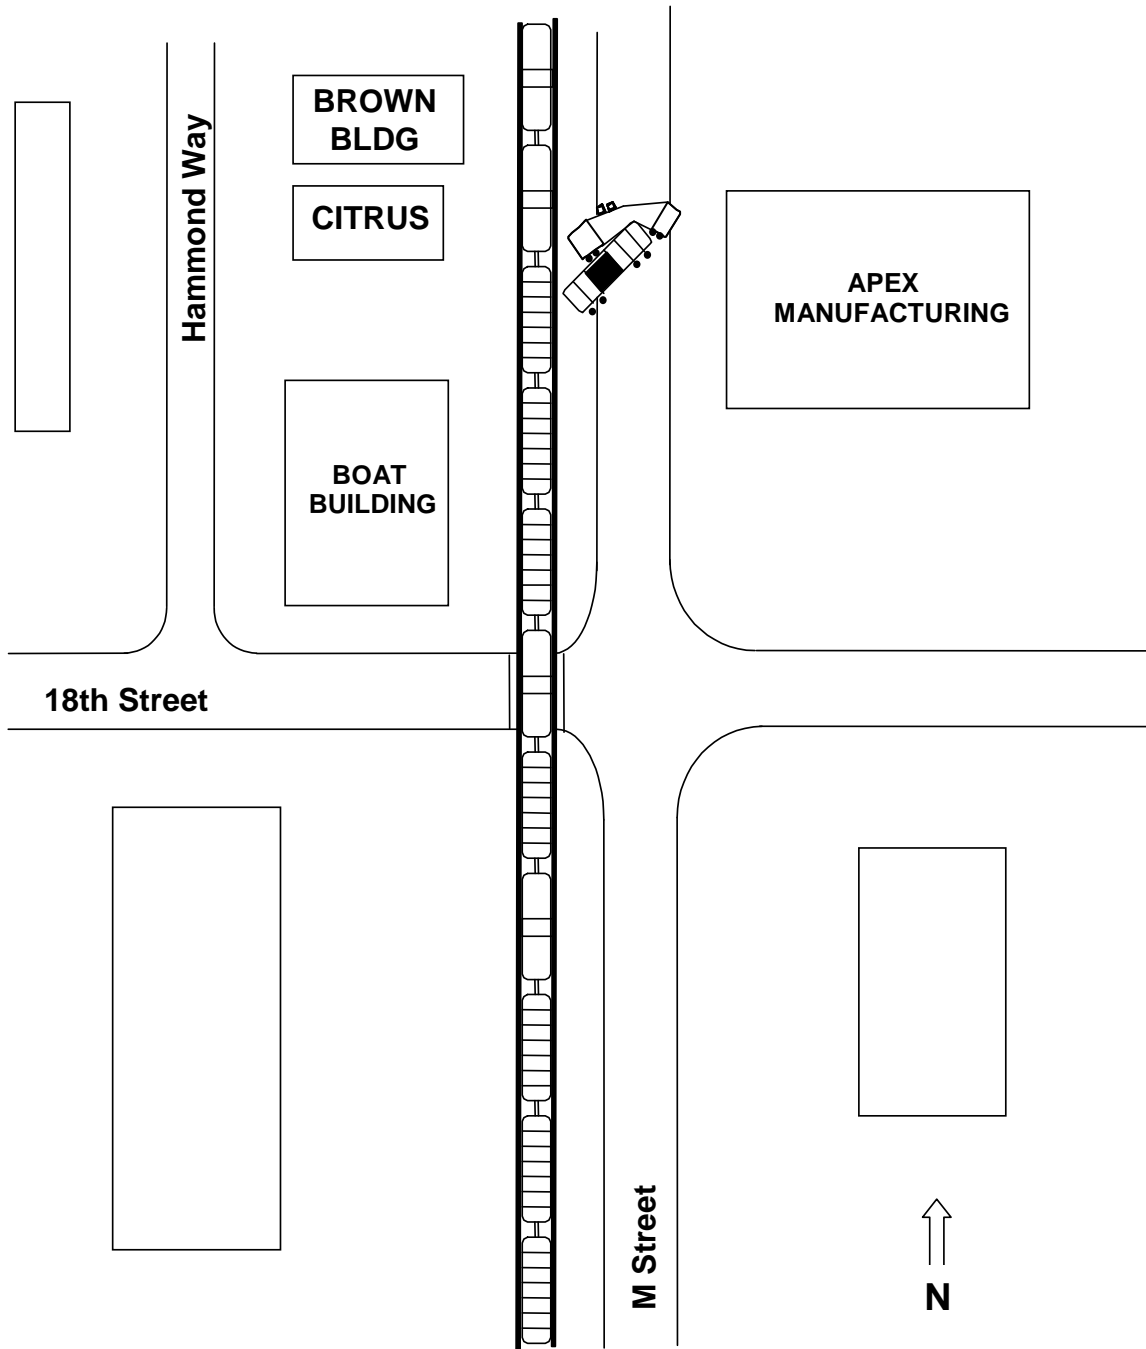 BROWN
BLDG
Hammond Way
CITRUS
APEX
MANUFACTURING
BOAT
BUILDING
18th Street
M Street
N